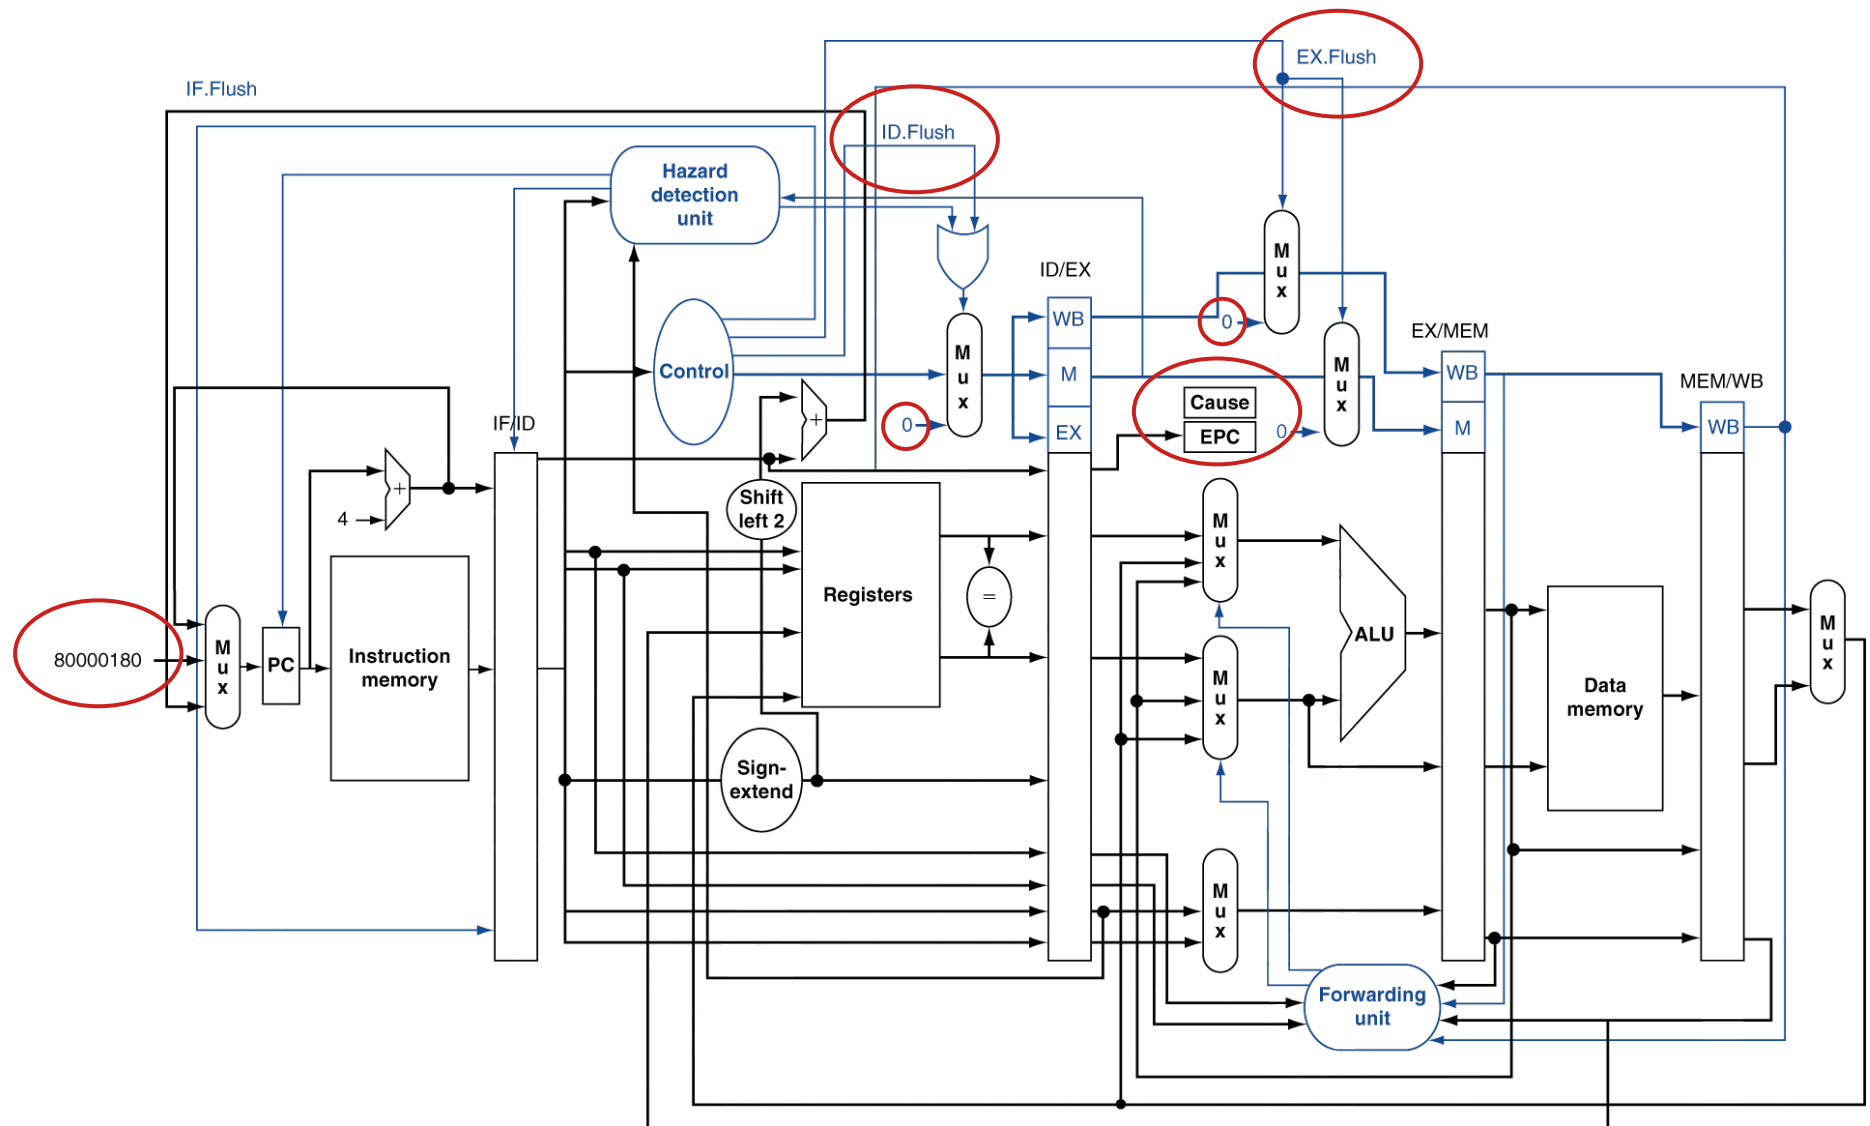 EX.Flush
IF.Flush
ID.Flush
Hazard
detection
unit
M
u
x
ID/EX
WB
0
EX/MEM
Control
M
u
x
M
M
u
x
WB
MEM/WB
Cause
0
EX
EPC
0
M
WB
+
IF/ID
+
4
Shift
left 2
M
u
x
Registers
=
ALU
80000180
M
u
x
PC
Instruction
memory
M
u
x
Data
memory
M
u
x
Sign-
extend
M
u
x
Forwarding
unit